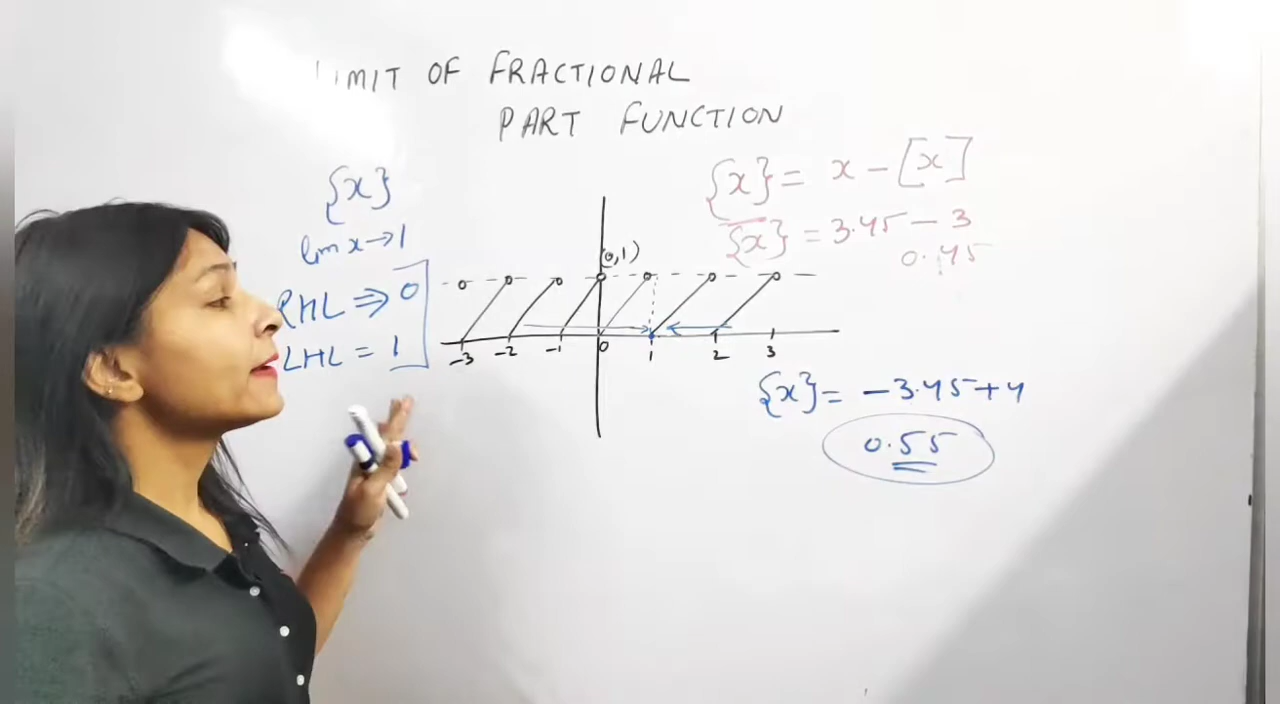 LIMIT OF FRACTIONAL
PART FUNCTION
{x}
lim x→1
RHL ⇒ 0
LHL = 1
{x} = x - [x]
{x} = 3.45 - 3
0.45
(0,1)
-3 -2 -1 0 1 2 3
{x} = -3.45+4
0.55